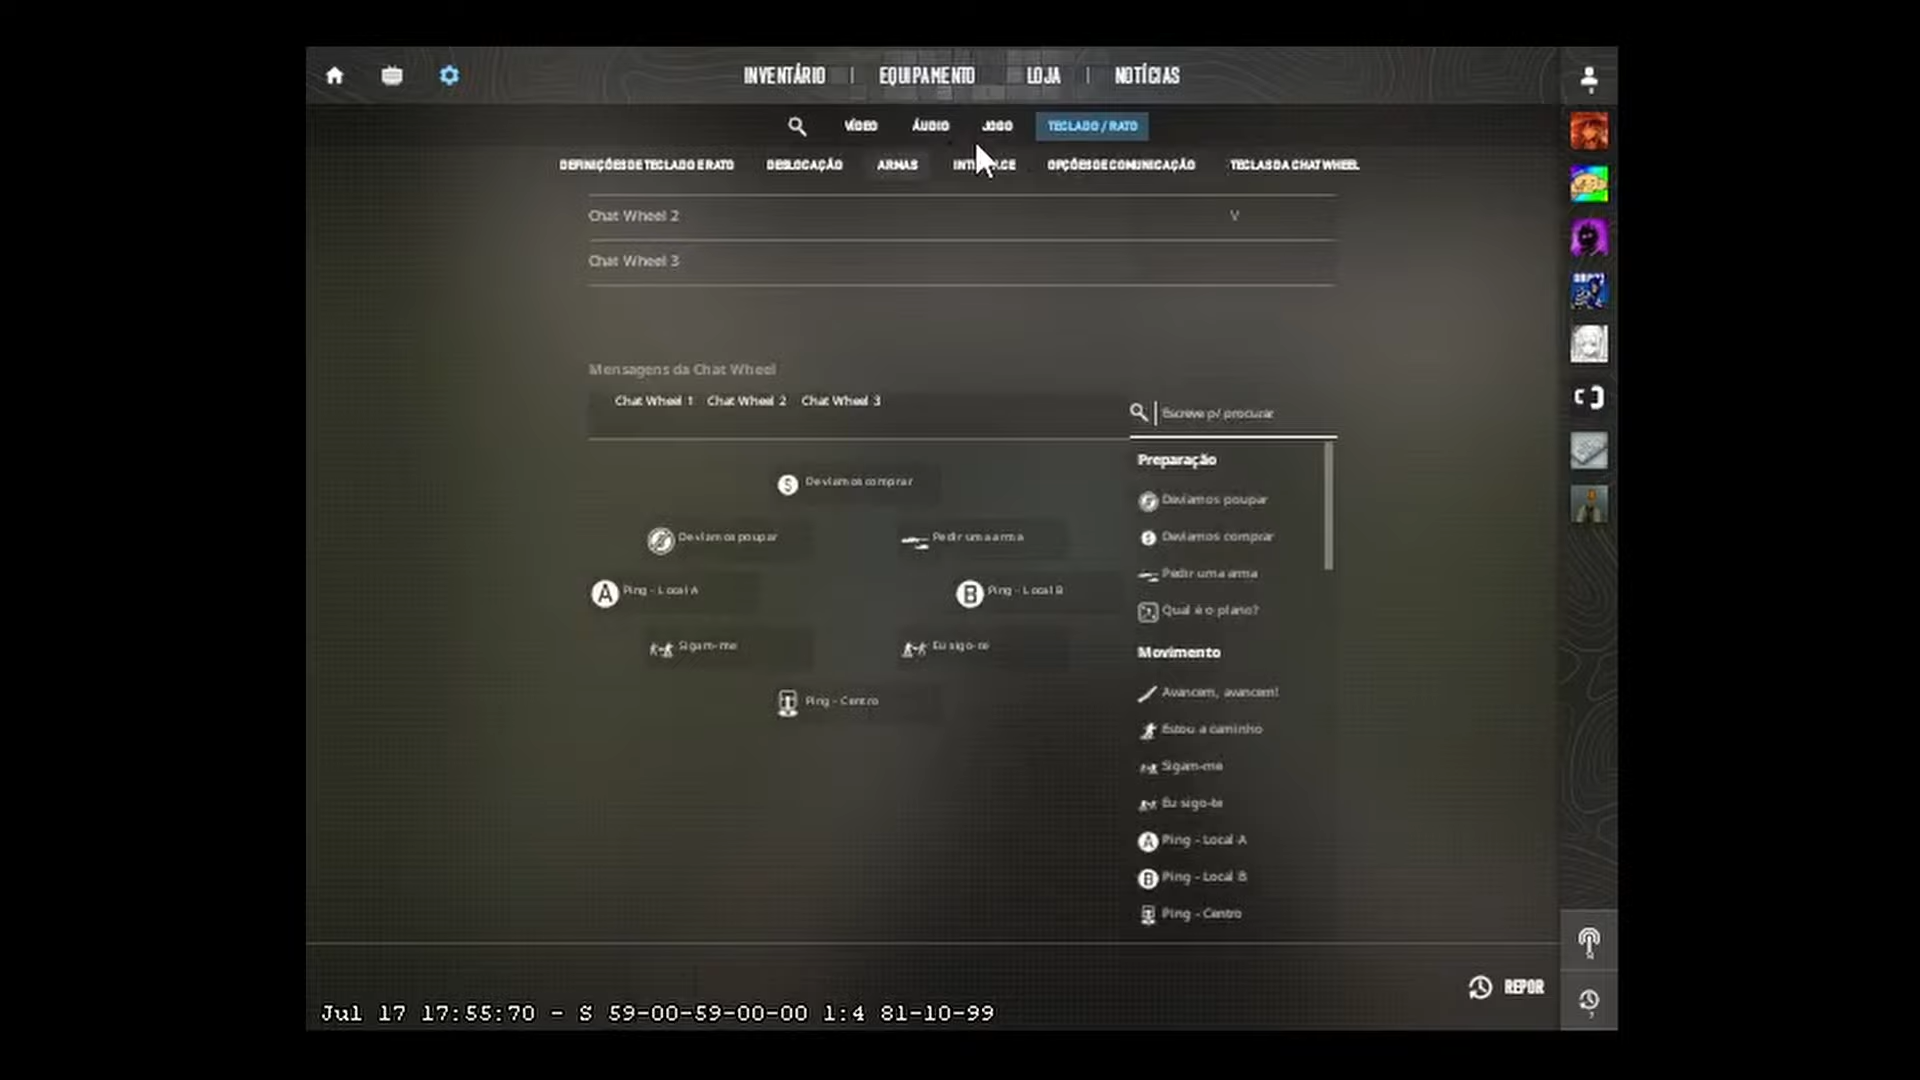 INVENTÁRIO | EQUIPAMENTO LOJA | NOTÍCIAS
VÍDEO ÁUDIO JOGO TECLADO / RATO
DEFINIÇÕES DE TECLADO E RATO DESLOCAÇÃO ARMAS OPÇÕES DE COMUNICAÇÃO TECLAS DA CHAT WHEEL
Chat Wheel 2 V
Chat Wheel 3
Mensagens da Chat Wheel
Chat Wheel 1 Chat Wheel 2 Chat Wheel 3
Escreve p/ procurar
Devíamos comprar
Devíamos poupar
Pedir uma arma
Ping - Local A
Ping - Local B
Sigam-me
Eu sigo-te
Ping - Centro
Preparação
Devíamos poupar
Devíamos comprar
Pedir uma arma
Qual é o plano?
Movimento
Avancem, avancem!
Estou a caminho
Sigam-me
Eu sigo-te
Ping - Local A
Ping - Local B
Ping - Centro
REPOR
Jul 17 17:55:70 - S 59-00-59-00-00 1:4 81-10-99